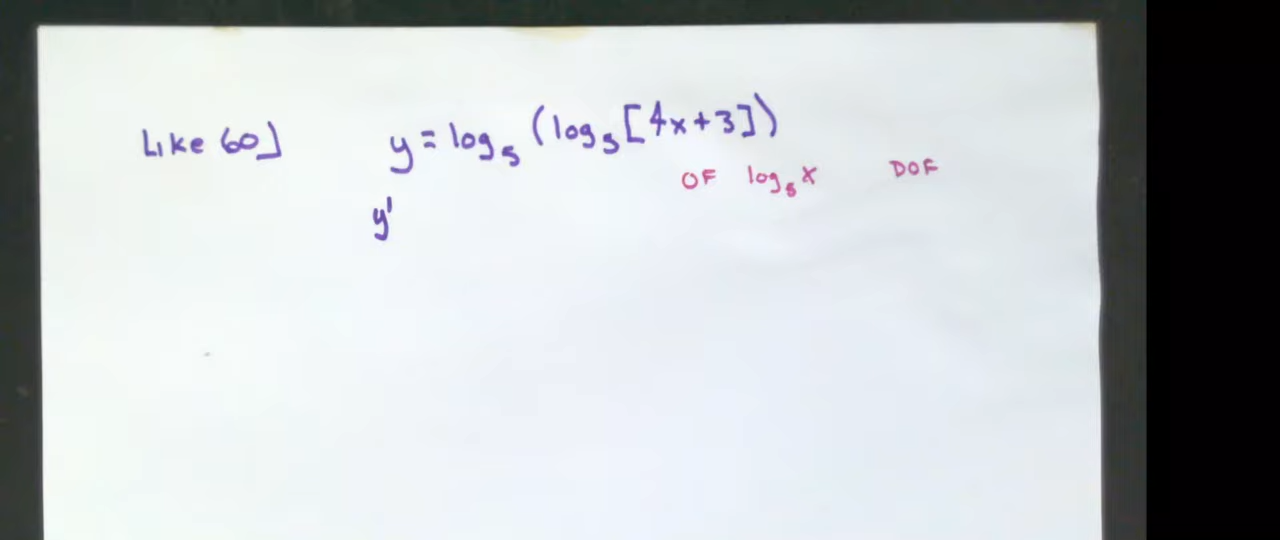 Like 60] y = log₅ (log₅ [4x+3])
OF log₅ x DOF
y'